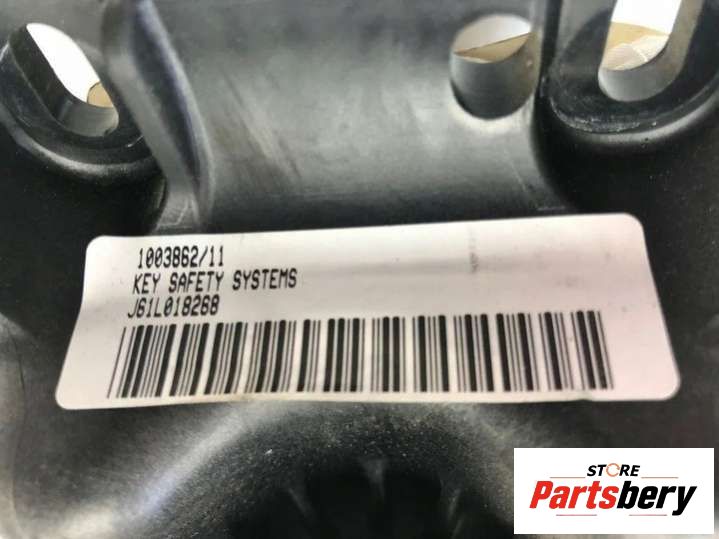 1003862/11
KEY SAFETY SYSTEMS
J61L018268
STORE
Partsbery